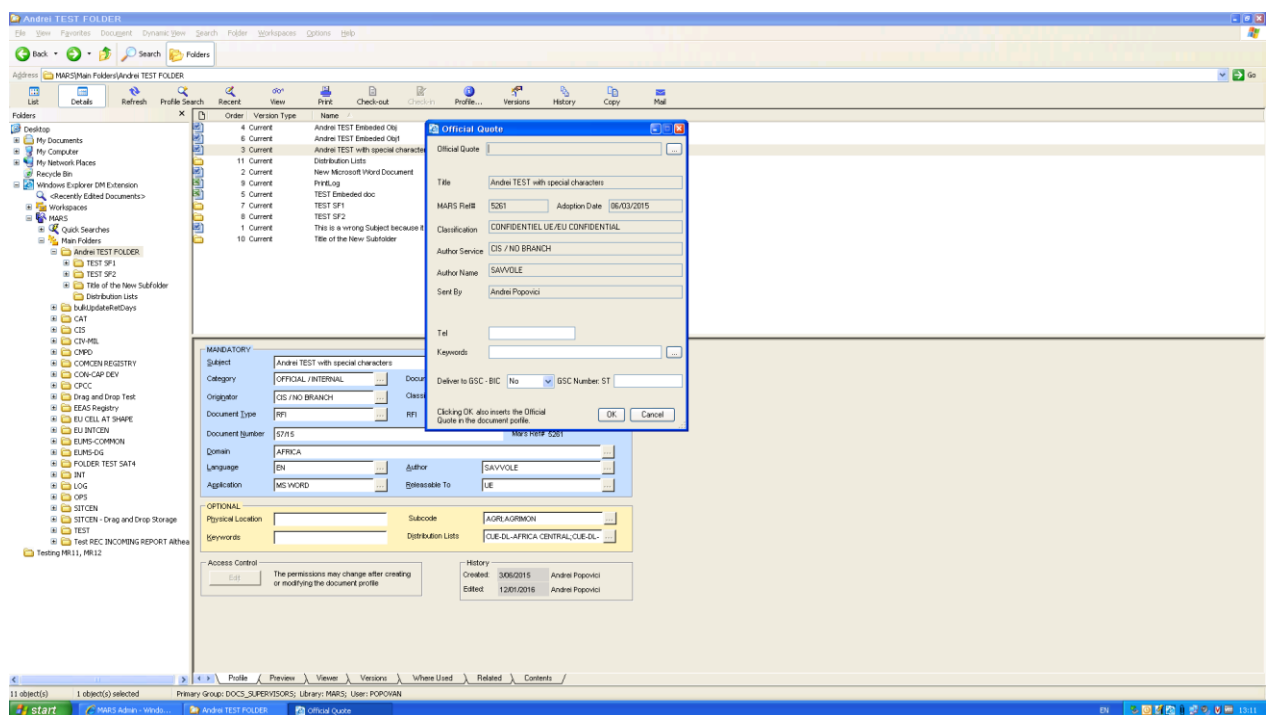 Andrei TEST FOLDER
File View Favorites Document Dynamic View Search Folder Workspaces Options Help
Back Search Folders
Address MARS\Main Folders\Andrei TEST FOLDER Go
List Details Refresh Profile Search Recent View Print Check-out Check-in Profile... Versions History Copy Mail
Folders
Desktop
My Documents
My Computer
My Network Places
Recycle Bin
Windows Explorer DM Extension
<Recently Edited Documents>
Workspaces
MARS
Quick Searches
Main Folders
Andrei TEST FOLDER
TEST SF1
TEST SF2
Title of the New Subfolder
Distribution Lists
bulkUpdateRetDays
CAT
CIS
CIV-MIL
CMPD
COMCEN REGISTRY
CON-CAP DEV
CPCC
Drag and Drop Test
EEAS Registry
EU CELL AT SHAPE
EU INTCEN
EUMS-COMMON
EUMS-DG
FOLDER TEST SAT4
INT
LOG
OPS
SITCEN
SITCEN - Drag and Drop Storage
TEST
Test REC INCOMING REPORT Althea
Testing MR11, MR12
Order Version Type Name
4 Current Andrei TEST Embeded Obj
6 Current Andrei TEST Embeded Obj1
3 Current Andrei TEST with special character
11 Current Distribution Lists
2 Current New Microsoft Word Document
9 Current PrintLog
5 Current TEST Embeded doc
7 Current TEST SF1
8 Current TEST SF2
1 Current This is a wrong Subject because it
10 Current Title of the New Subfolder
Official Quote
Official Quote ...
Title Andrei TEST with special characters
MARS Ref# 5261 Adoption Date 06/03/2015
Classification CONFIDENTIEL UE/EU CONFIDENTIAL
Author Service CIS / NO BRANCH
Author Name SAVVOLE
Sent By Andrei Popovici
Tel
Keywords ...
Deliver to GSC - BIC No GSC Number: ST
Clicking OK also inserts the Official
Quote in the document porfile.
OK Cancel
MANDATORY
Subject Andrei TEST with special characters
Category OFFICIAL / INTERNAL ... Docu
Originator CIS / NO BRANCH ... Classi
Document Type RFI ... RFI
Document Number 57/15 Mars Ref# 5261
Domain AFRICA ...
Language EN ... Author SAVVOLE ...
Application MS WORD ... Releasable To UE ...
OPTIONAL
Physical Location Subcode AGRI,AGRIMON ...
Keywords Distribution Lists CUE-DL-AFRICA CENTRAL;CUE-DL- ...
Access Control
Edit
The permissions may change after creating
or modifying the document profile
History
Created: 3/06/2015 Andrei Popovici
Edited: 12/01/2016 Andrei Popovici
Profile Preview Viewer Versions Where Used Related Contents
11 object(s) 1 object(s) selected Primary Group: DOCS_SUPERVISORS; Library: MARS; User: POPOVAN
start MARS Admin - Windo... Andrei TEST FOLDER Official Quote EN 13:11